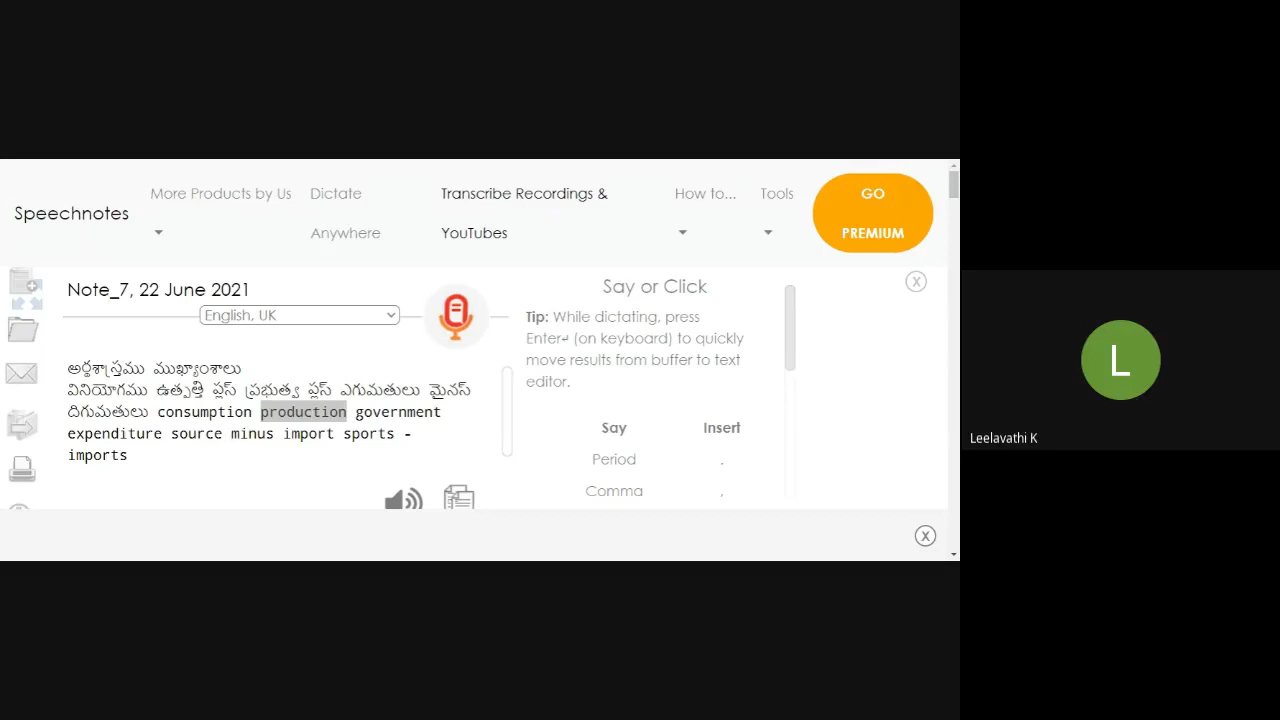 Speechnotes
More Products by Us
Dictate
Anywhere
Transcribe Recordings &
YouTubes
How to...
Tools
GO
PREMIUM
Note_7, 22 June 2021
English, UK
అర్థశాస్త్రము ముఖ్యాంశాలు
వినియోగము ఉత్పత్తి ప్లస్ ప్రభుత్వ ప్లస్ ఎగుమతులు మైనస్
దిగుమతులు consumption production government
expenditure source minus import sports -
imports
Say or Click
Tip: While dictating, press
Enter↵ (on keyboard) to quickly
move results from buffer to text
editor.
Say Insert
Period .
Comma ,
X
X
L
Leelavathi K